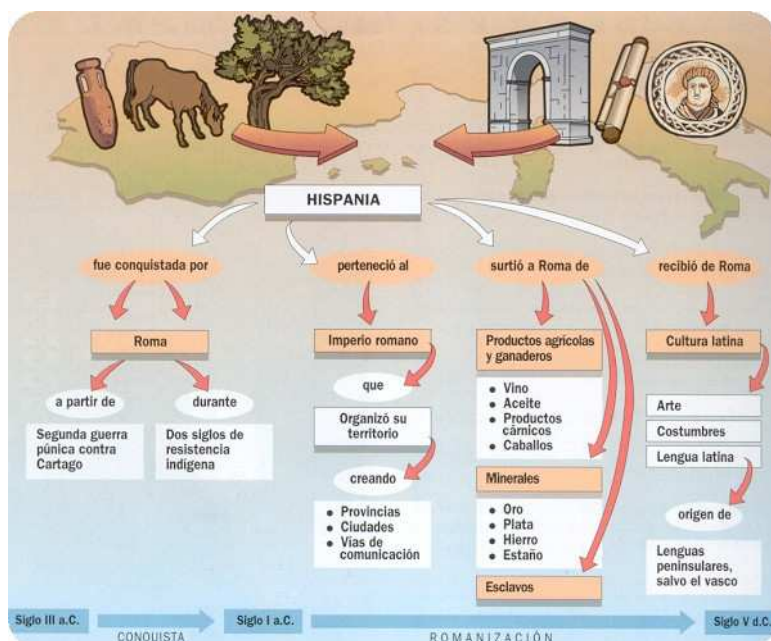 HISPANIA
fue conquistada por
Roma
a partir de
Segunda guerra
púnica contra
Cartago
durante
Dos siglos de
resistencia
indígena
perteneció al
Imperio romano
que
Organizó su
territorio
creando
• Provincias
• Ciudades
• Vías de
comunicación
surtió a Roma de
Productos agrícolas
y ganaderos
• Vino
• Aceite
• Productos
cárnicos
• Caballos
Minerales
• Oro
• Plata
• Hierro
• Estaño
Esclavos
recibió de Roma
Cultura latina
Arte
Costumbres
Lengua latina
origen de
Lenguas
peninsulares,
salvo el vasco
Siglo III a.C.
CONQUISTA
Siglo I a.C.
ROMANIZACIÓN
Siglo V d.C.